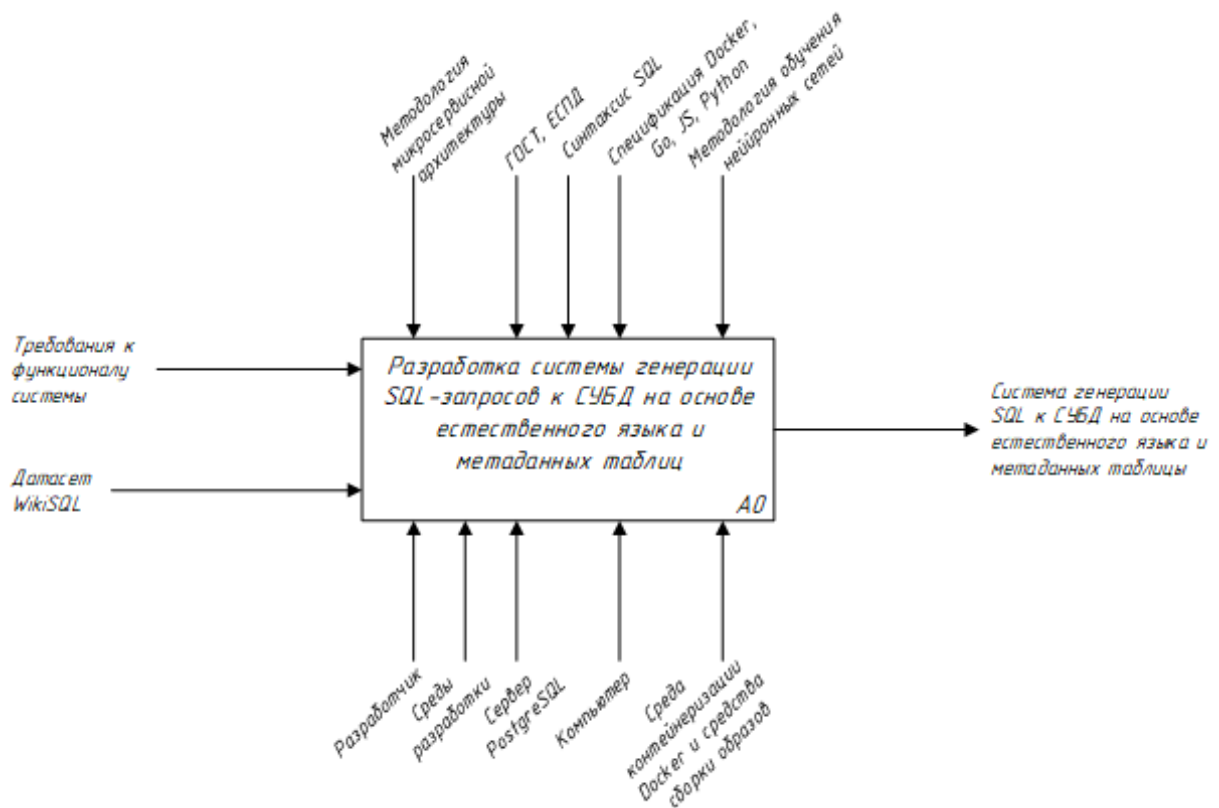 Методология
микросервисной
архитектуры
ГОСТ, ЕСПД
Синтаксис SQL
Спецификация Docker,
Go, JS, Python
Методология обучения
нейронных сетей
Требования к
функционалу
системы
Датасет
WikiSQL
Разработка системы генерации
SQL-запросов к СУБД на основе
естественного языка и
метаданных таблиц
A0
Система генерации
SQL к СУБД на основе
естественного языка и
метаданных таблицы
Разработчик
Среды
разработки
Сервер
PostgreSQL
Компьютер
Среда
контейнеризации
Docker и средства
сборки образов